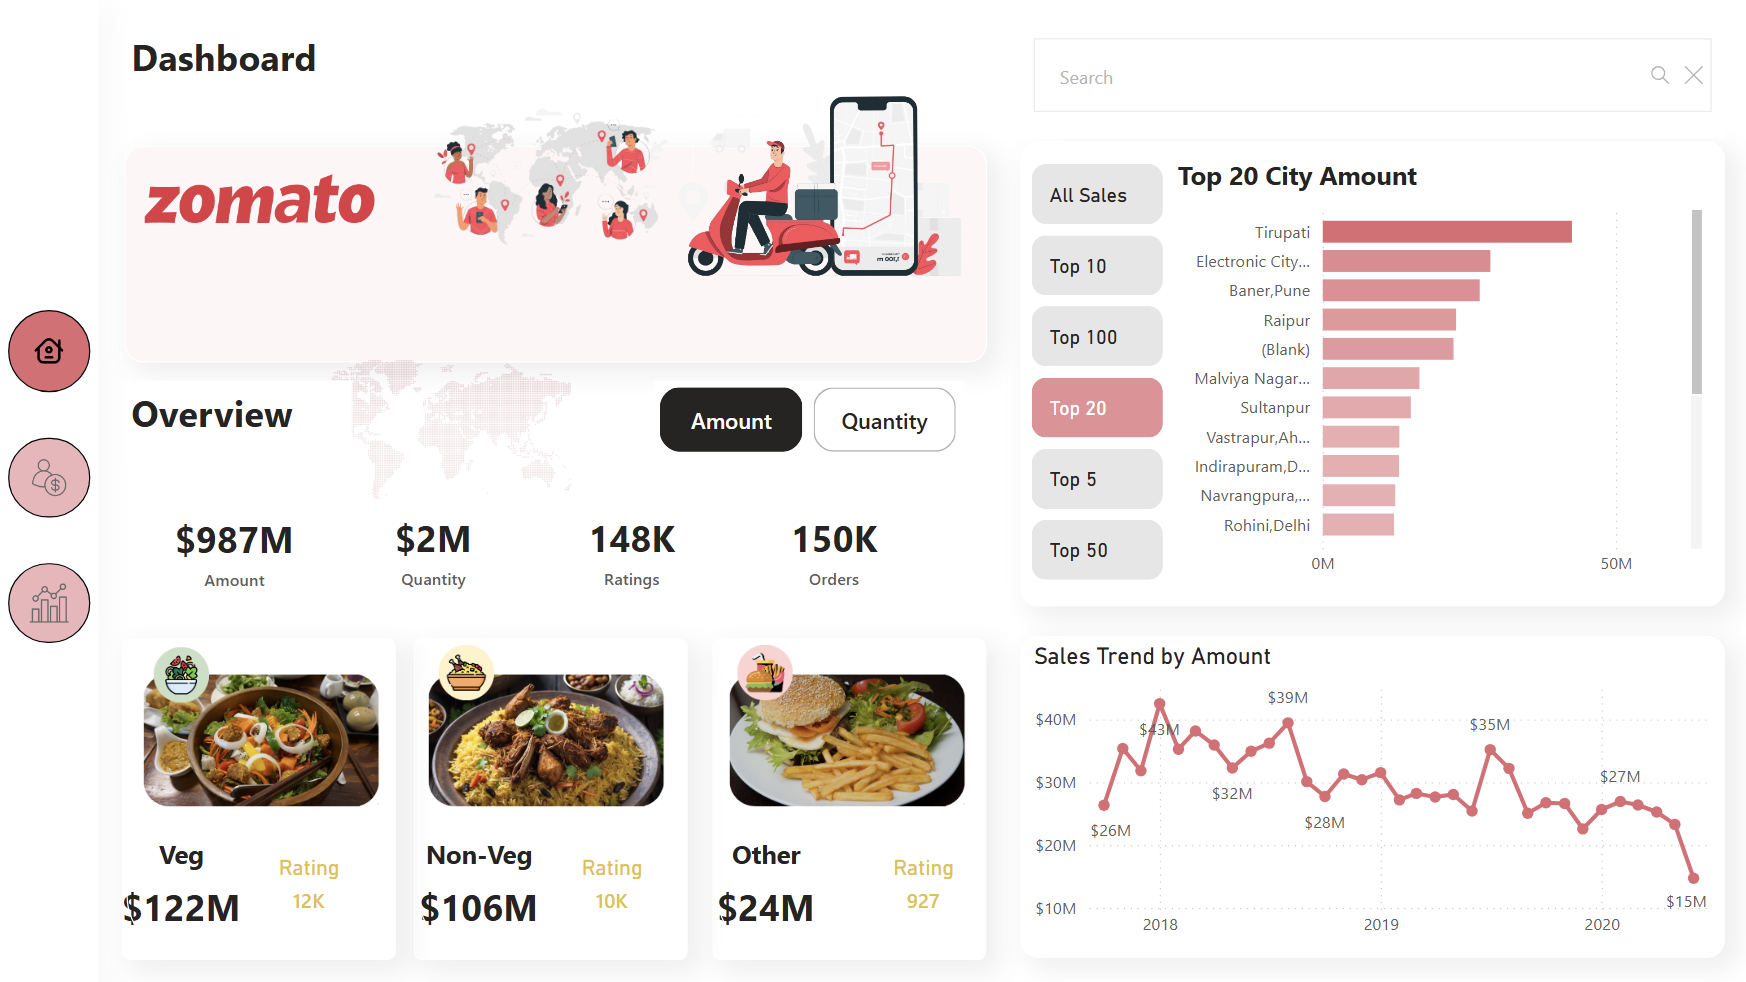 Dashboard
Search
zomato
Overview
Amount
Quantity
$987M
Amount
$2M
Quantity
148K
Ratings
150K
Orders
Veg
$122M
Rating
12K
Non-Veg
$106M
Rating
10K
Other
$24M
Rating
927
All Sales
Top 10
Top 100
Top 20
Top 5
Top 50
Top 20 City Amount
Tirupati
Electronic City...
Baner,Pune
Raipur
(Blank)
Malviya Nagar...
Sultanpur
Vastrapur,Ah...
Indirapuram,D...
Navrangpura,...
Rohini,Delhi
0M
50M
Sales Trend by Amount
$40M
$30M
$20M
$10M
$26M
$43M
$32M
$39M
$28M
$35M
$27M
$15M
2018
2019
2020